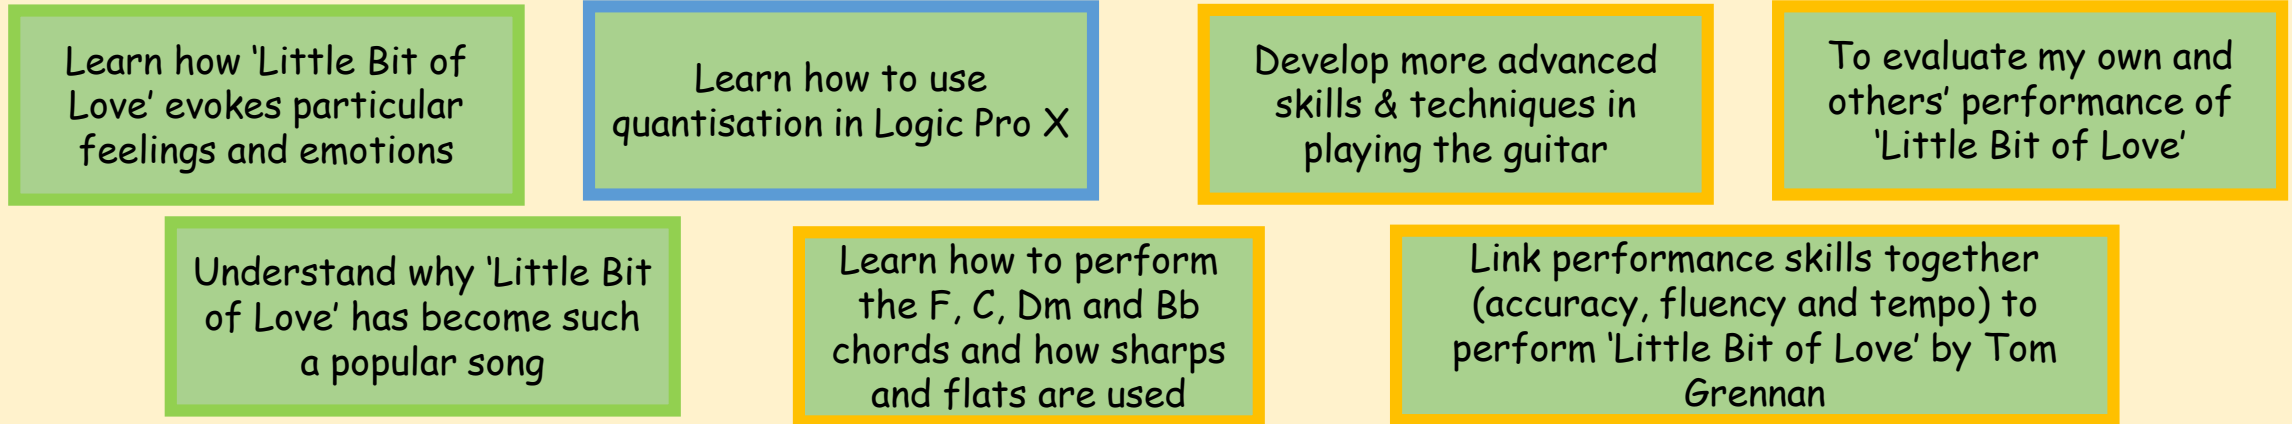 Learn how ‘Little Bit of
Love’ evokes particular
feelings and emotions
Learn how to use
quantisation in Logic Pro X
Develop more advanced
skills & techniques in
playing the guitar
To evaluate my own and
others’ performance of
‘Little Bit of Love’
Understand why ‘Little Bit
of Love’ has become such
a popular song
Learn how to perform
the F, C, Dm and Bb
chords and how sharps
and flats are used
Link performance skills together
(accuracy, fluency and tempo) to
perform ‘Little Bit of Love’ by Tom
Grennan